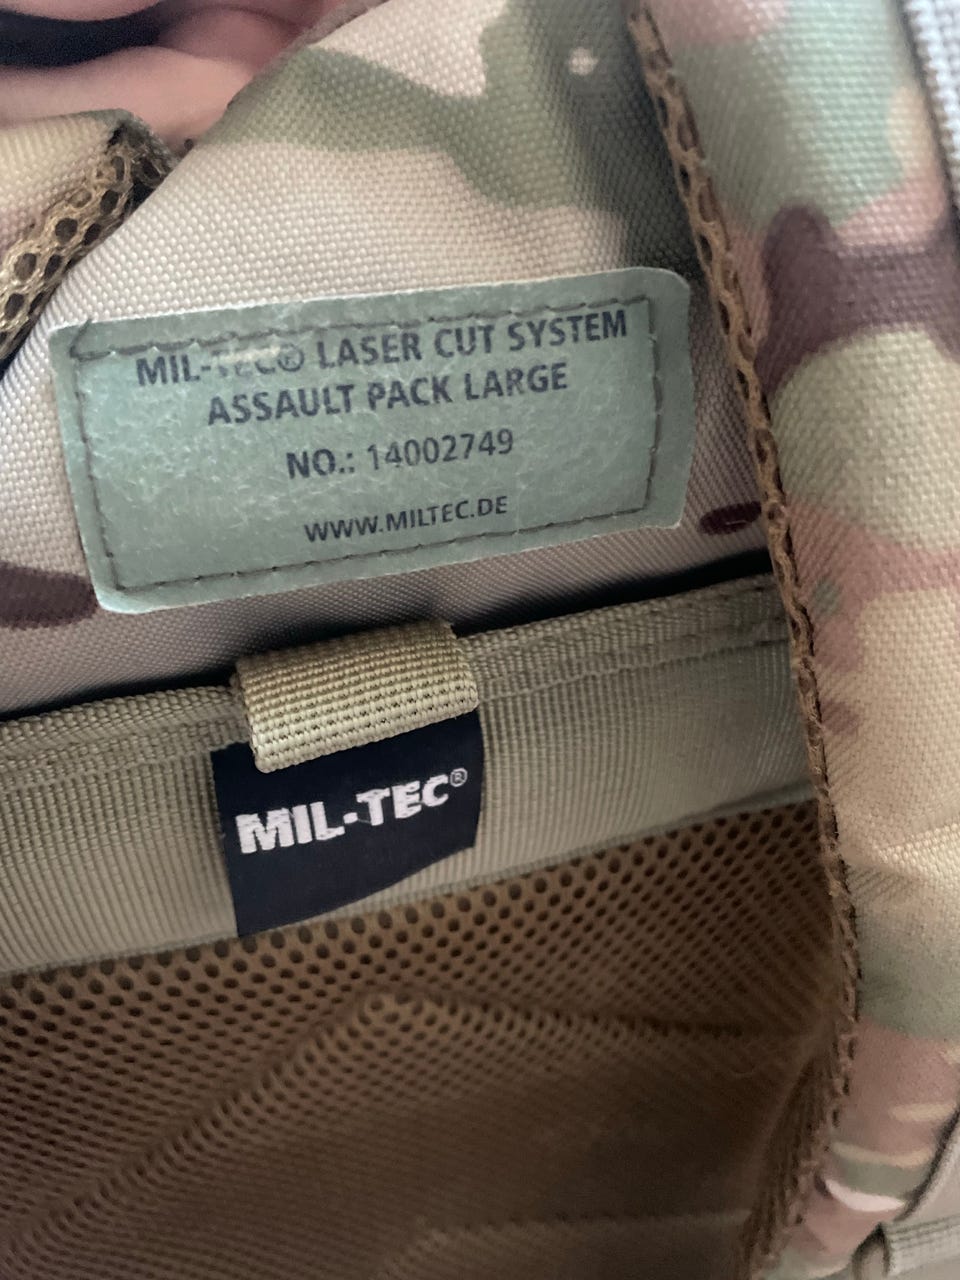 MIL-TEC® LASER CUT SYSTEM
ASSAULT PACK LARGE
NO.: 14002749
WWW.MILTEC.DE
MIL-TEC®